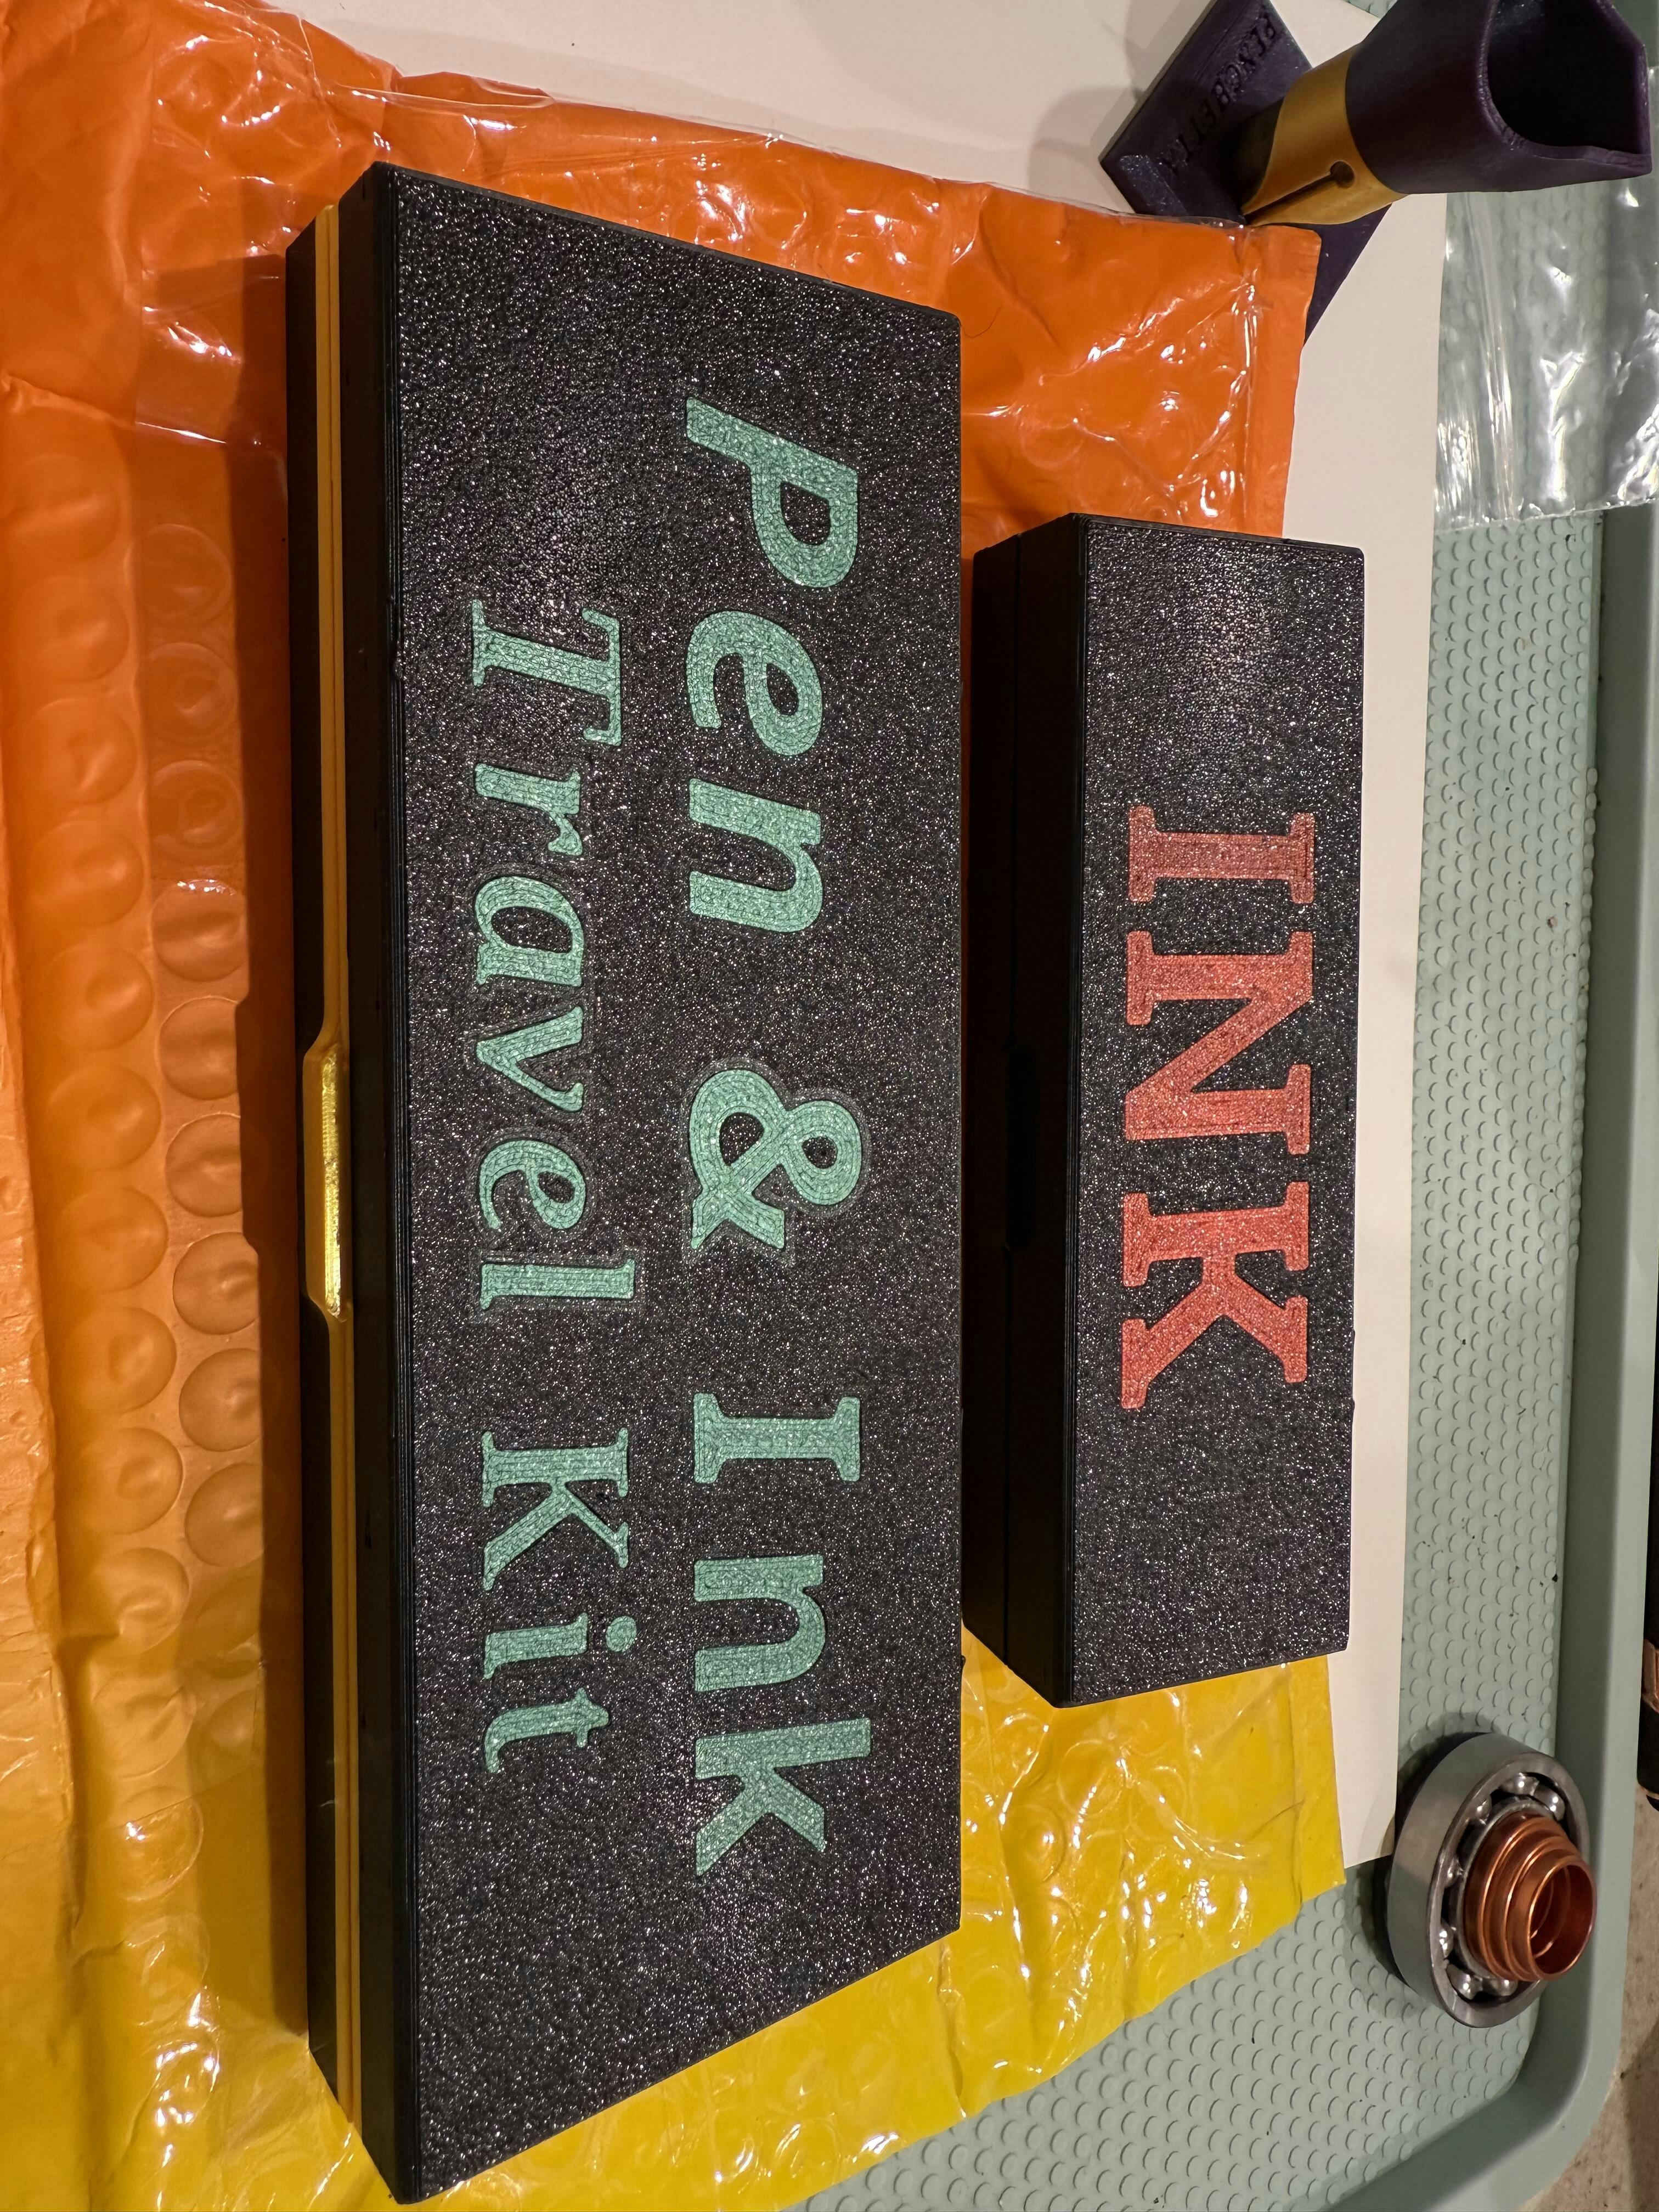 Pen & Ink
Travel Kit
INK